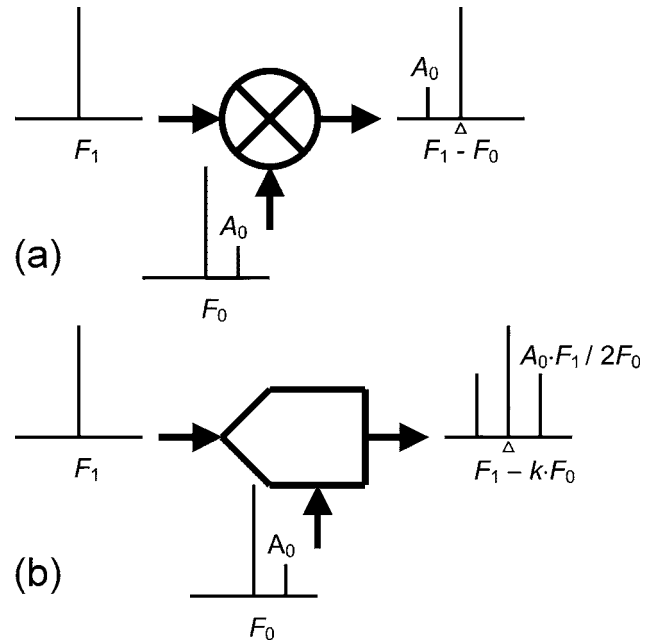 A₀
F₁
F₁ - F₀
A₀
(a)
F₀
A₀·F₁ / 2F₀
F₁
F₁ – k·F₀
A₀
(b)
F₀